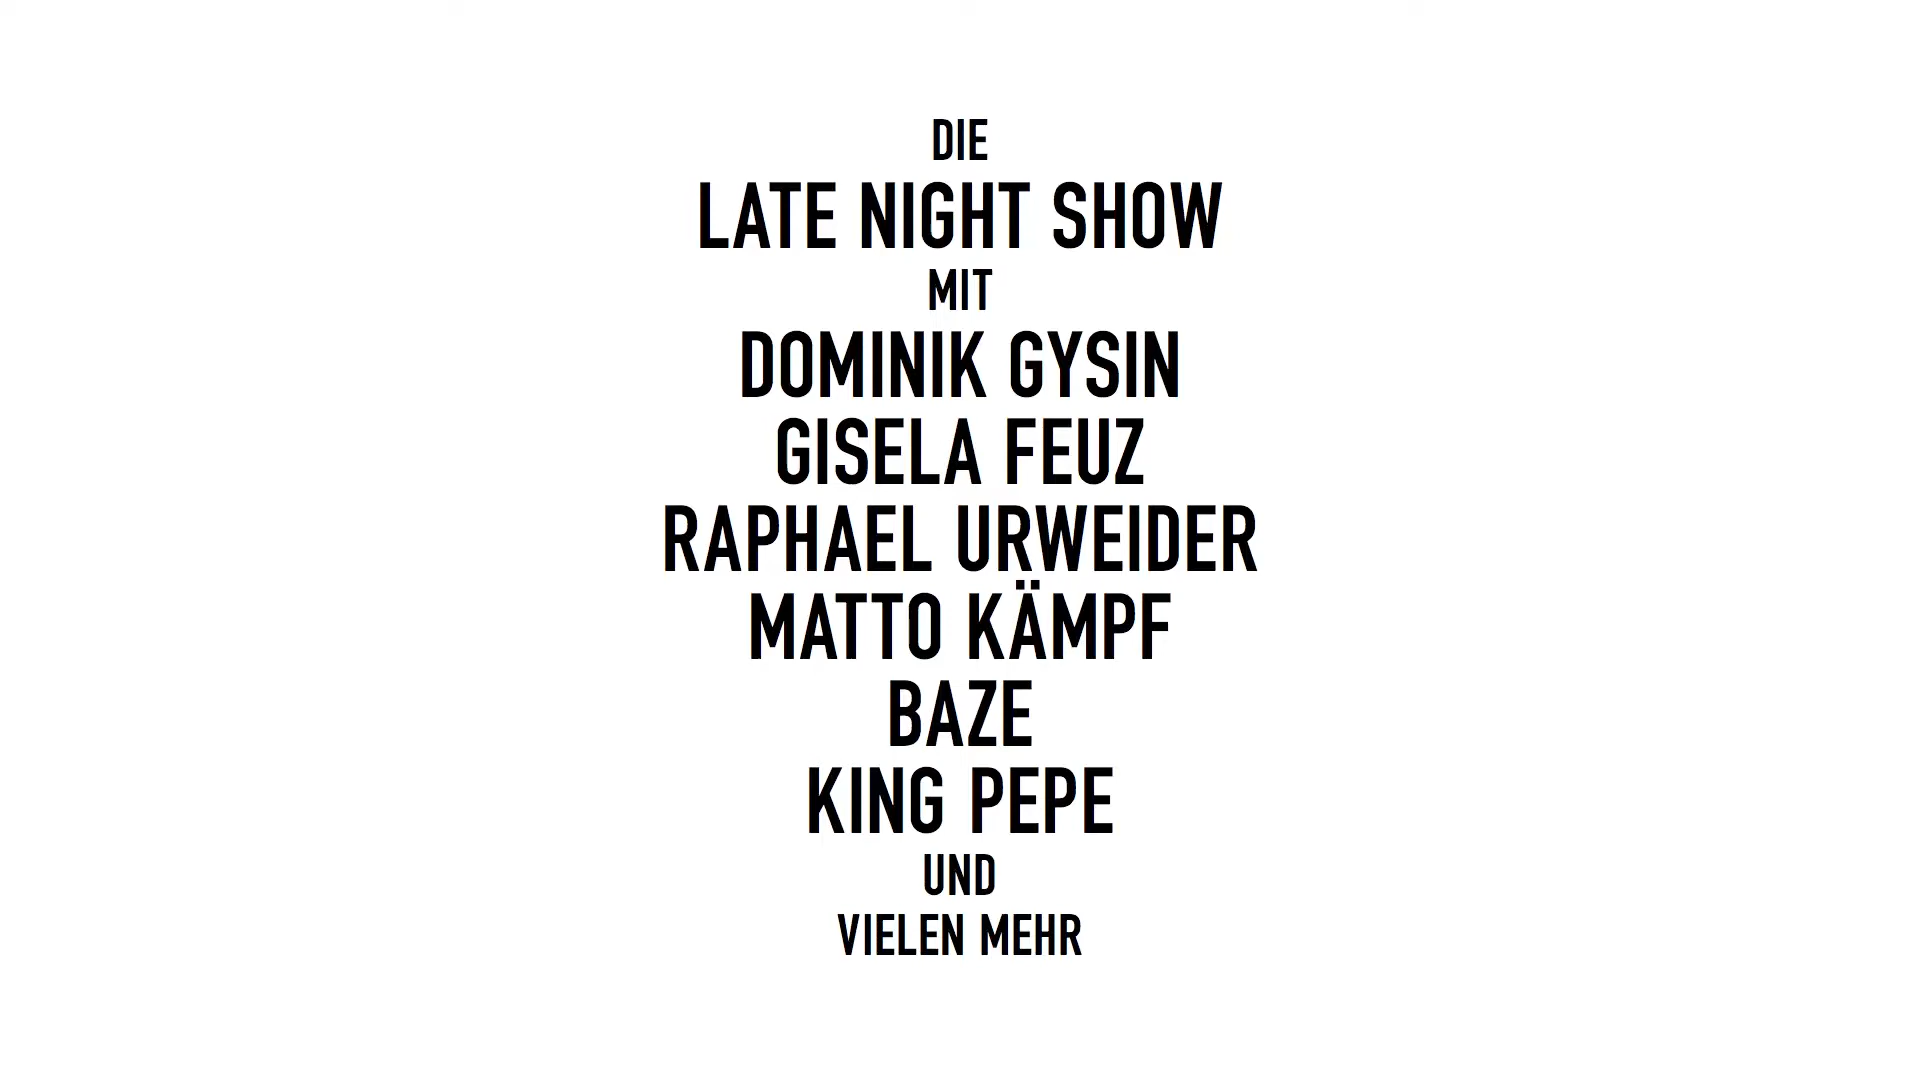 DIE
LATE NIGHT SHOW
MIT
DOMINIK GYSIN
GISELA FEUZ
RAPHAEL URWEIDER
MATTO KÄMPF
BAZE
KING PEPE
UND
VIELEN MEHR